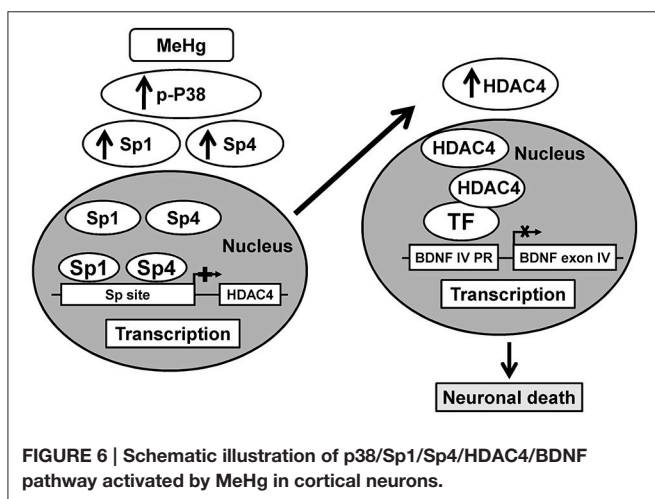 MeHg
p-P38
Sp1
Sp4
Sp1
Sp4
Nucleus
Sp1
Sp4
Sp site
HDAC4
Transcription
HDAC4
HDAC4
Nucleus
HDAC4
TF
BDNF IV PR
BDNF exon IV
Transcription
Neuronal death
FIGURE 6 | Schematic illustration of p38/Sp1/Sp4/HDAC4/BDNF
pathway activated by MeHg in cortical neurons.